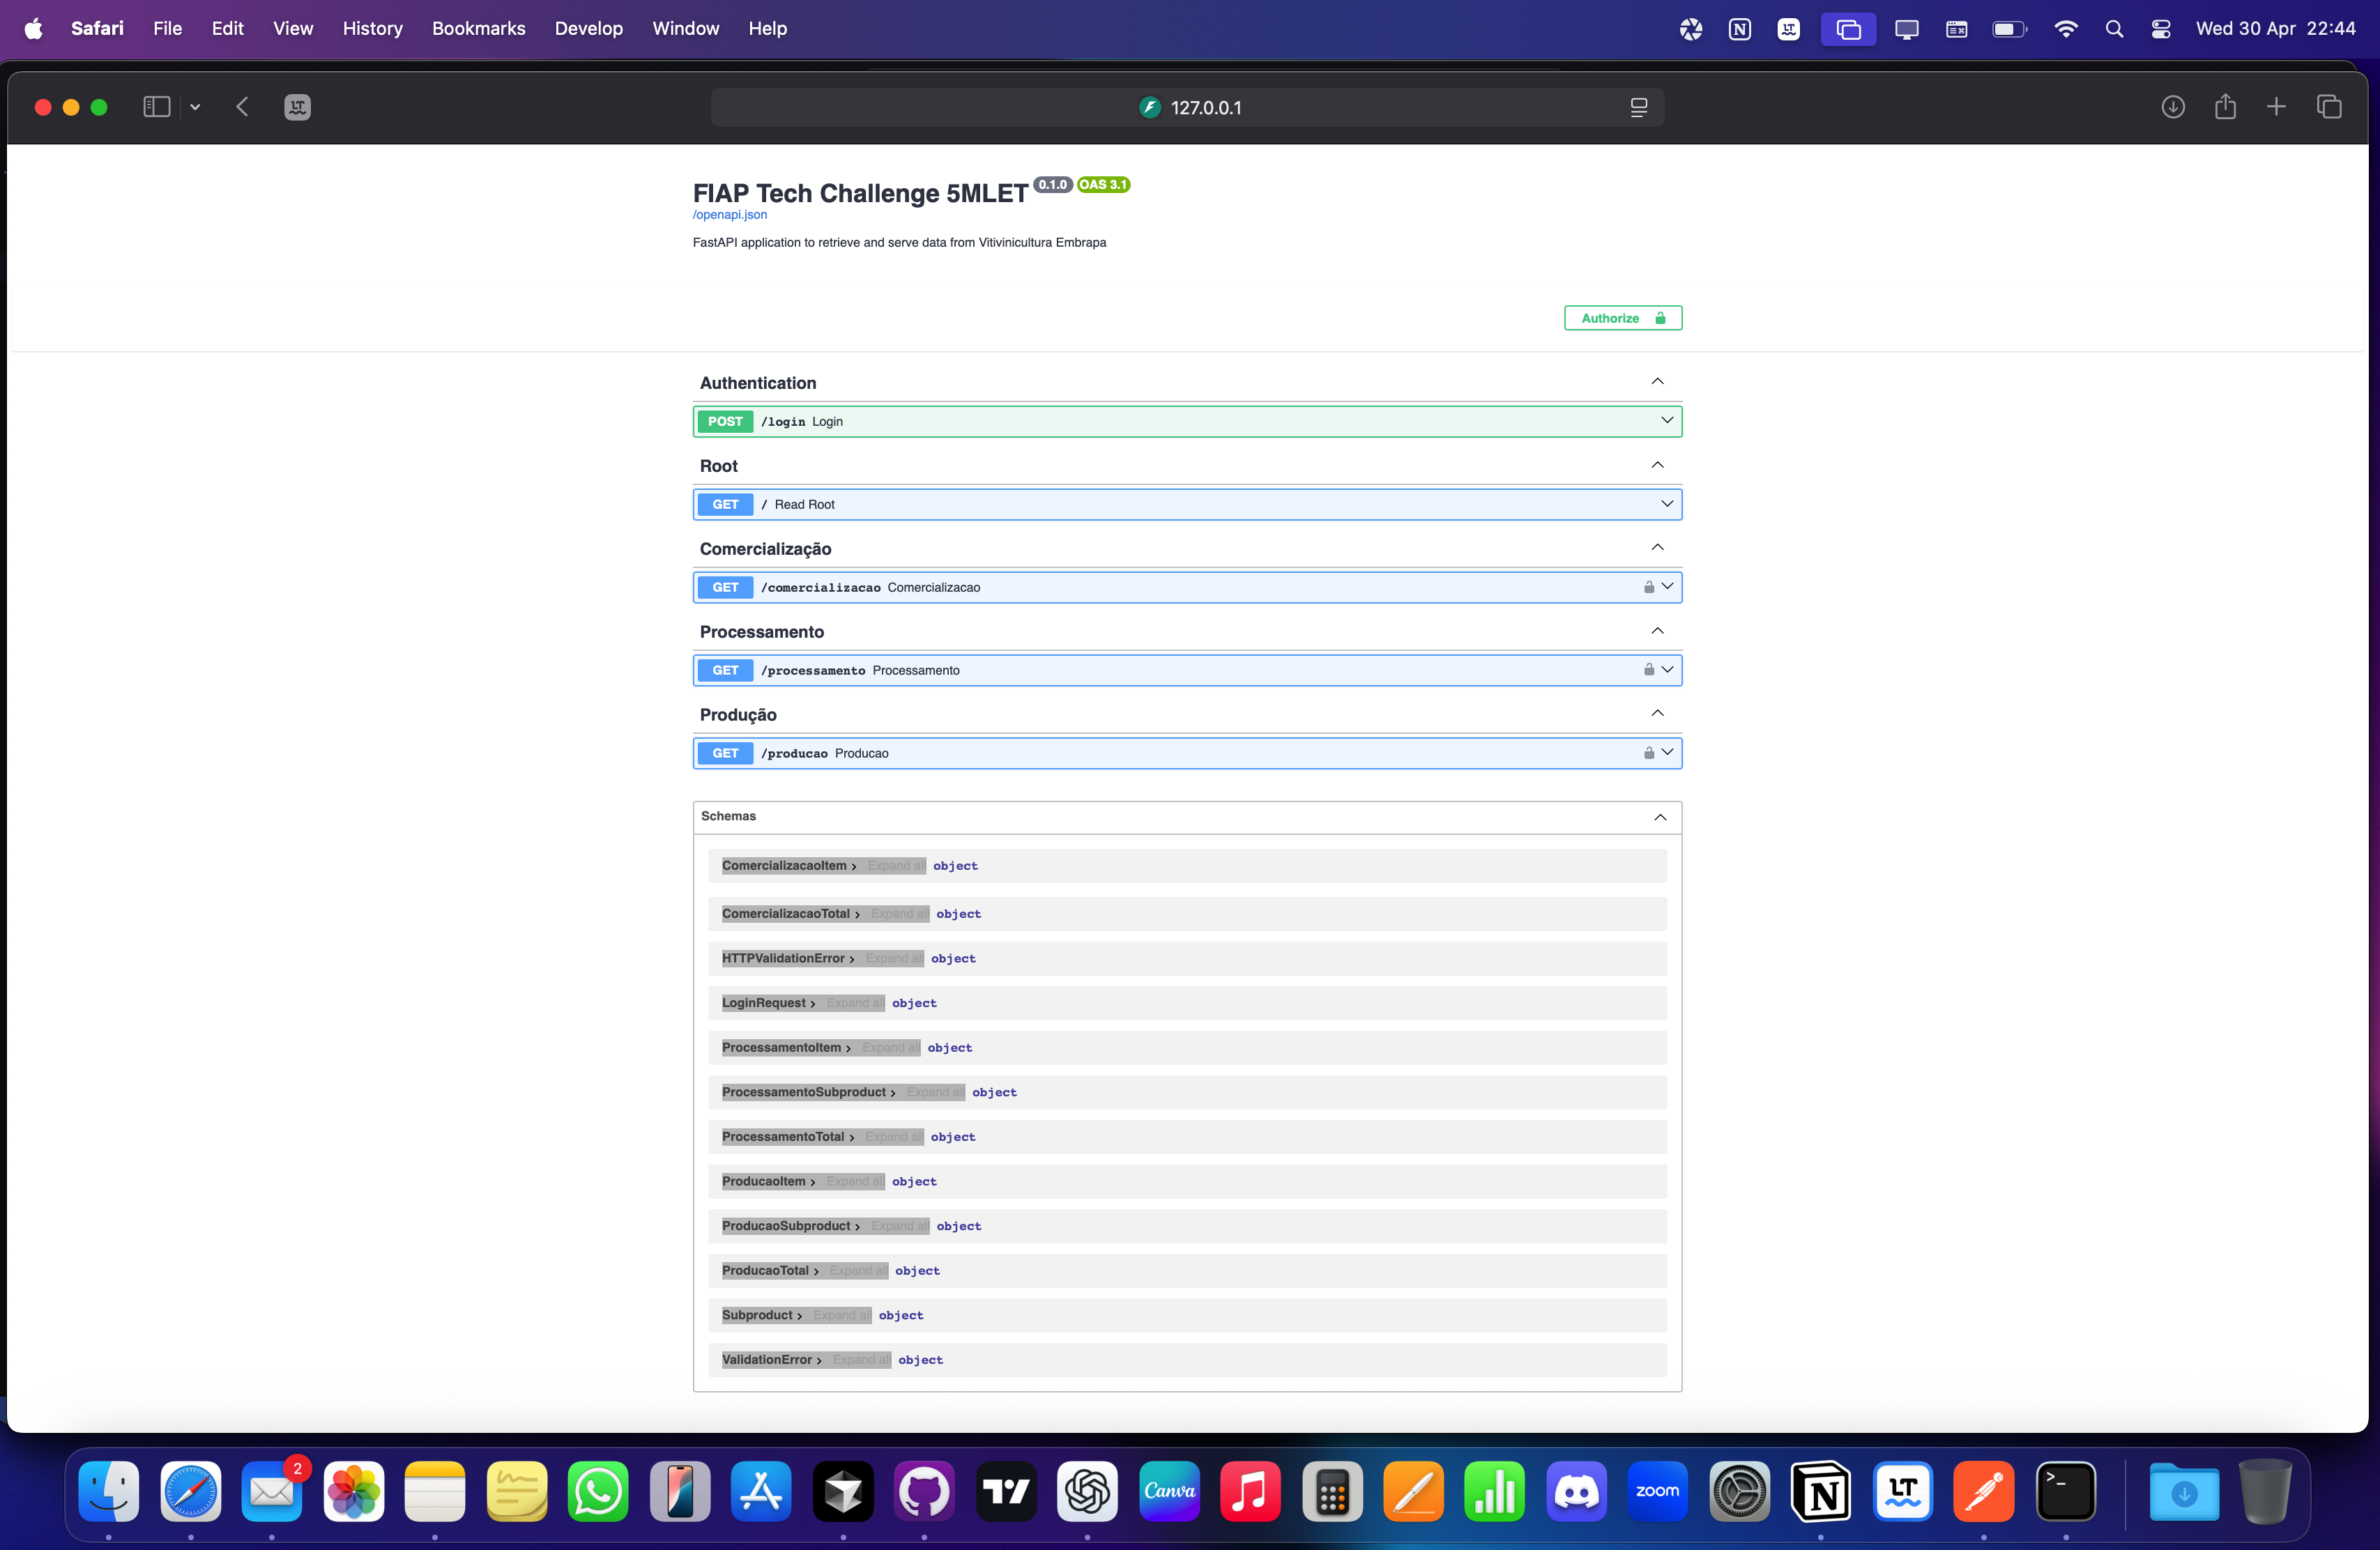 Safari File Edit View History Bookmarks Develop Window Help Wed 30 Apr 22:44
127.0.0.1
FIAP Tech Challenge 5MLET 0.1.0 OAS 3.1
/openapi.json
FastAPI application to retrieve and serve data from Vitivinicultura Embrapa
Authorize
Authentication
POST /login Login
Root
GET / Read Root
Comercialização
GET /comercializacao Comercializacao
Processamento
GET /processamento Processamento
Produção
GET /producao Producao
Schemas
ComercializacaoItem Expand all object
ComercializacaoTotal Expand all object
HTTPValidationError Expand all object
LoginRequest Expand all object
ProcessamentoItem Expand all object
ProcessamentoSubproduct Expand all object
ProcessamentoTotal Expand all object
ProducaoItem Expand all object
ProducaoSubproduct Expand all object
ProducaoTotal Expand all object
Subproduct Expand all object
ValidationError Expand all object
2
Canva
zoom
N
LT
>_